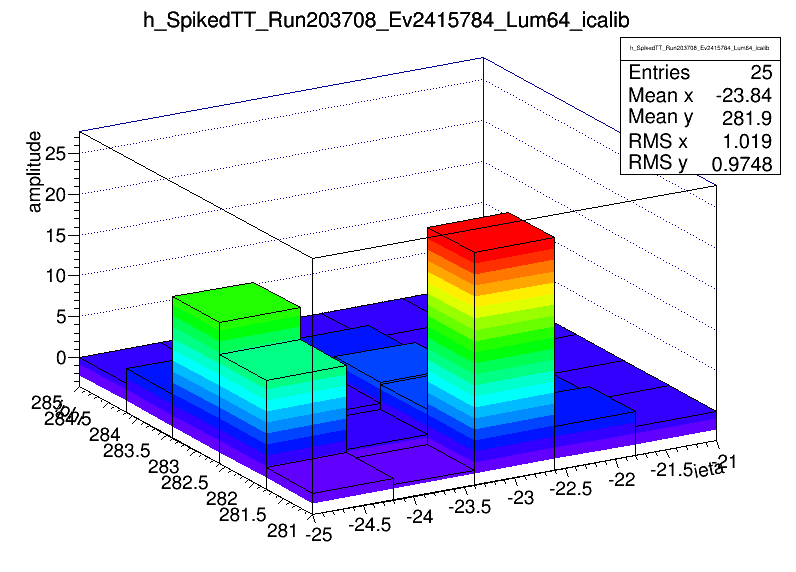 h_SpikedTT_Run203708_Ev2415784_Lum64_icalib
h_SpikedTT_Run203708_Ev2415784_Lum64_icalib
Entries 25
Mean x -23.84
Mean y 281.9
RMS x 1.019
RMS y 0.9748
amplitude
25
20
15
10
5
0
285
284.5
284
283.5
283
282.5
282
281.5
281
-25
-24.5
-24
-23.5
-23
-22.5
-22
-21.5
ieta
-21